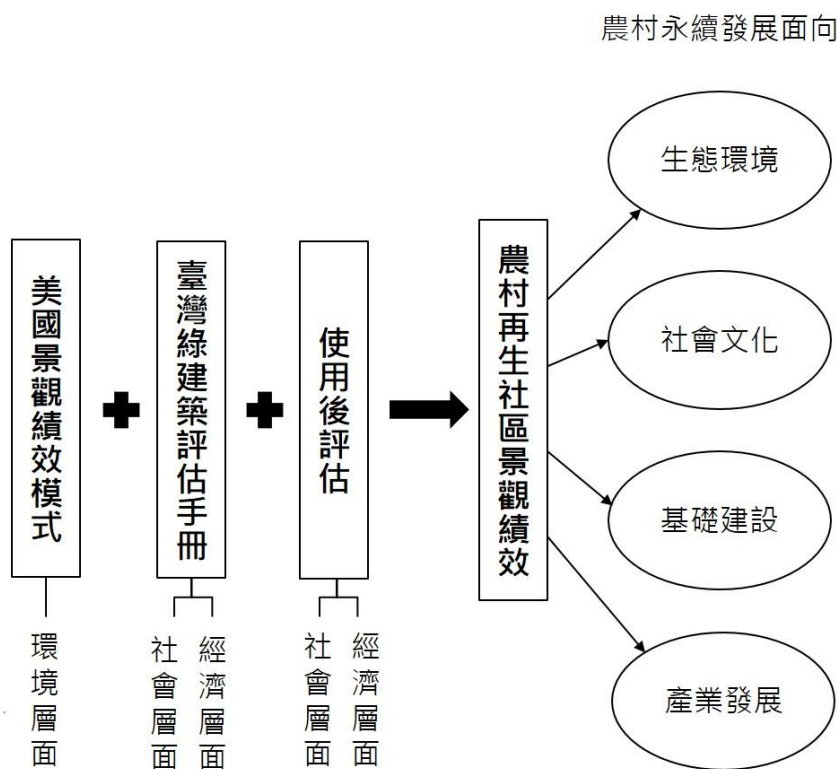 農村永續發展面向
美國景觀績效模式
臺灣綠建築評估手冊
使用後評估
農村再生社區景觀績效
生態環境
社會文化
基礎建設
產業發展
環境層面
社會層面
經濟層面
社會層面
經濟層面